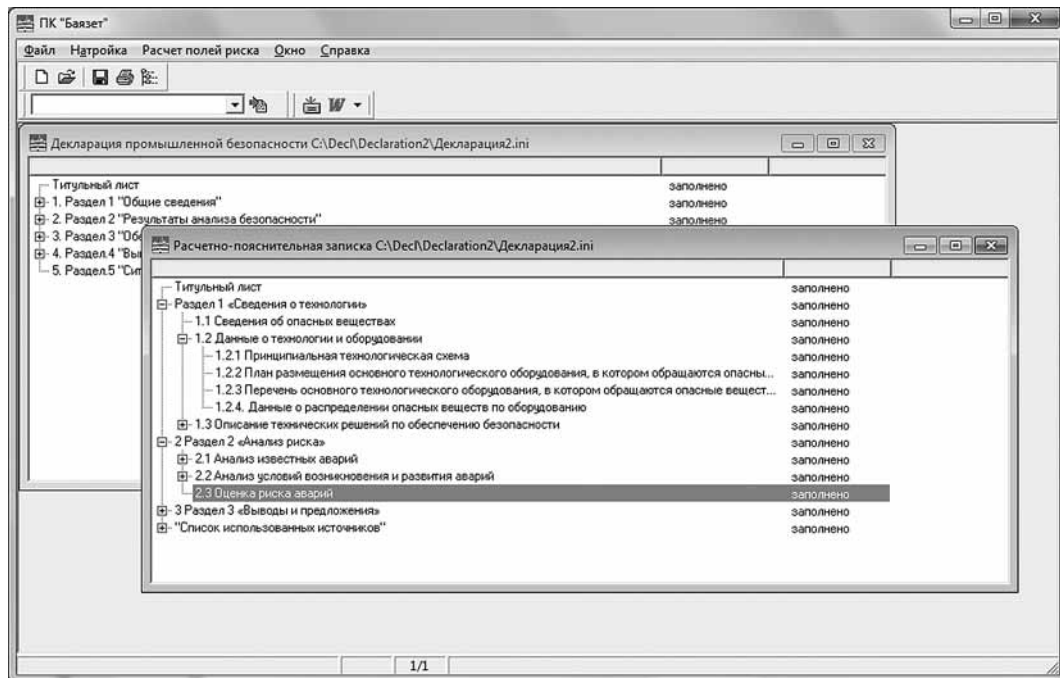 ПК "Баязет"
Файл Натройка Расчет полей риска Окно Справка
W
Декларация промышленной безопасности C:\Decl\Declaration2\Декларация2.ini
Титульный лист заполнено
1. Раздел 1 "Общие сведения" заполнено
2. Раздел 2 "Результаты анализа безопасности" заполнено
3. Раздел 3 "Обе
4. Раздел.4 "Выв
5. Раздел.5 "Сит
Расчетно-пояснительная записка C:\Decl\Declaration2\Декларация2.ini
Титульный лист заполнено
Раздел 1 «Сведения о технологии» заполнено
1.1 Сведения об опасных веществах заполнено
1.2 Данные о технологии и оборудовании заполнено
1.2.1 Принципиальная технологическая схема заполнено
1.2.2 План размещения основного технологического оборудования, в котором обращаются опасны... заполнено
1.2.3 Перечень основного технологического оборудования, в котором обращаются опасные вещест... заполнено
1.2.4. Данные о распределении опасных веществ по оборудованию заполнено
1.3 Описание технических решений по обеспечению безопасности заполнено
2 Раздел 2 «Анализ риска» заполнено
2.1 Анализ известных аварий заполнено
2.2 Анализ условий возникновения и развития аварий заполнено
2.3 Оценка риска аварий заполнено
3 Раздел 3 «Выводы и предложения» заполнено
"Список использованных источников" заполнено
1/1